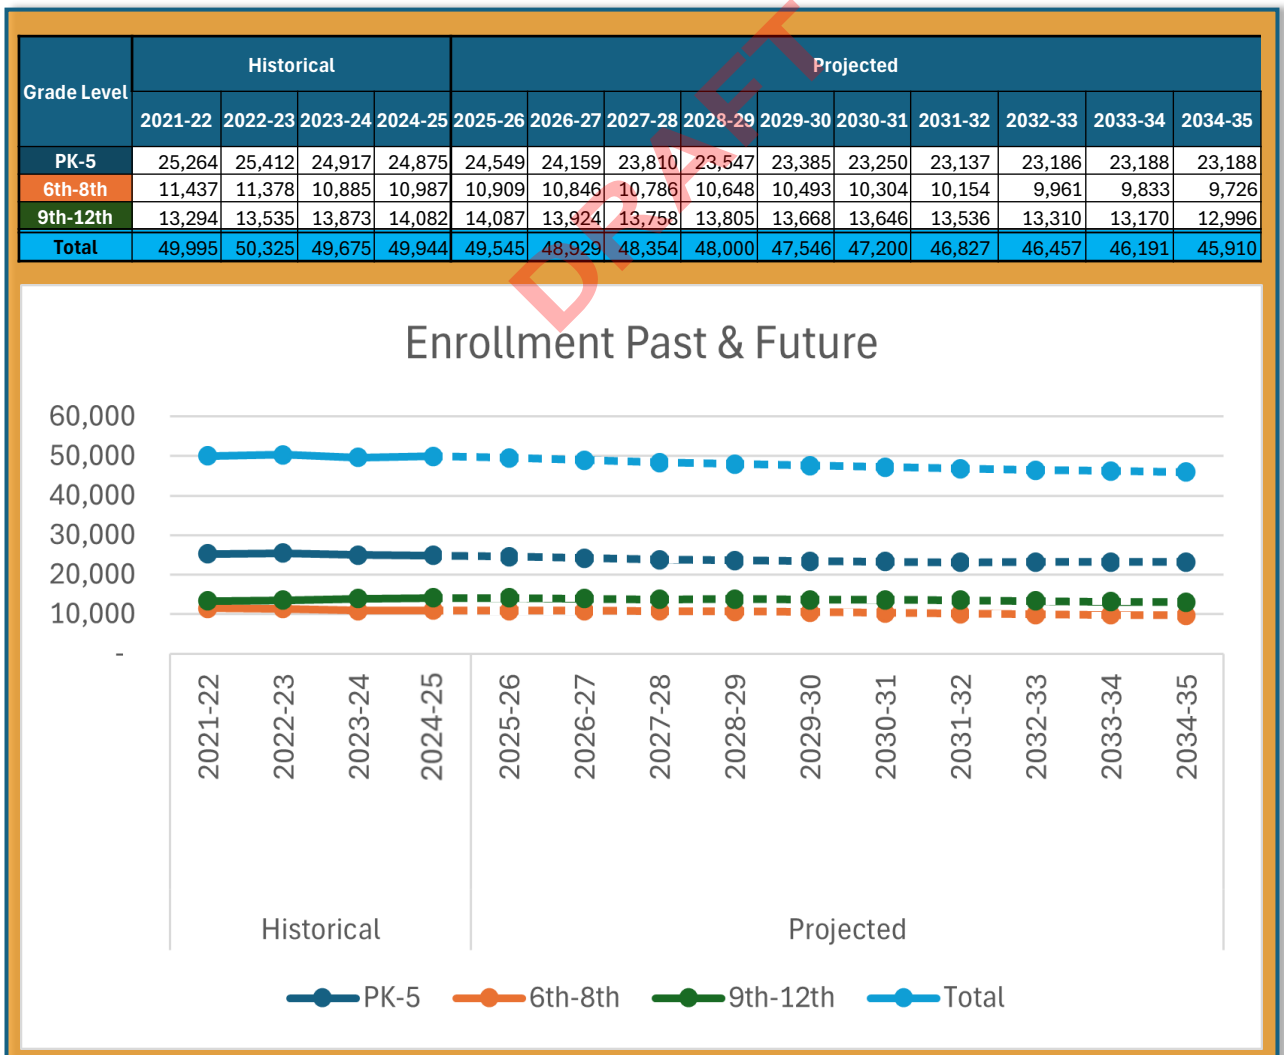 Historical Projected
Grade Level
2021-22 2022-23 2023-24 2024-25 2025-26 2026-27 2027-28 2028-29 2029-30 2030-31 2031-32 2032-33 2033-34 2034-35
PK-5 25,264 25,412 24,917 24,875 24,549 24,159 23,810 23,547 23,385 23,250 23,137 23,186 23,188 23,188
6th-8th 11,437 11,378 10,885 10,987 10,909 10,846 10,786 10,648 10,493 10,304 10,154 9,961 9,833 9,726
9th-12th 13,294 13,535 13,873 14,082 14,087 13,924 13,758 13,805 13,668 13,646 13,536 13,310 13,170 12,996
Total 49,995 50,325 49,675 49,944 49,545 48,929 48,354 48,000 47,546 47,200 46,827 46,457 46,191 45,910
DRAFT
Enrollment Past & Future
60,000
50,000
40,000
30,000
20,000
10,000
-
2021-22 2022-23 2023-24 2024-25 2025-26 2026-27 2027-28 2028-29 2029-30 2030-31 2031-32 2032-33 2033-34 2034-35
Historical Projected
PK-5 6th-8th 9th-12th Total